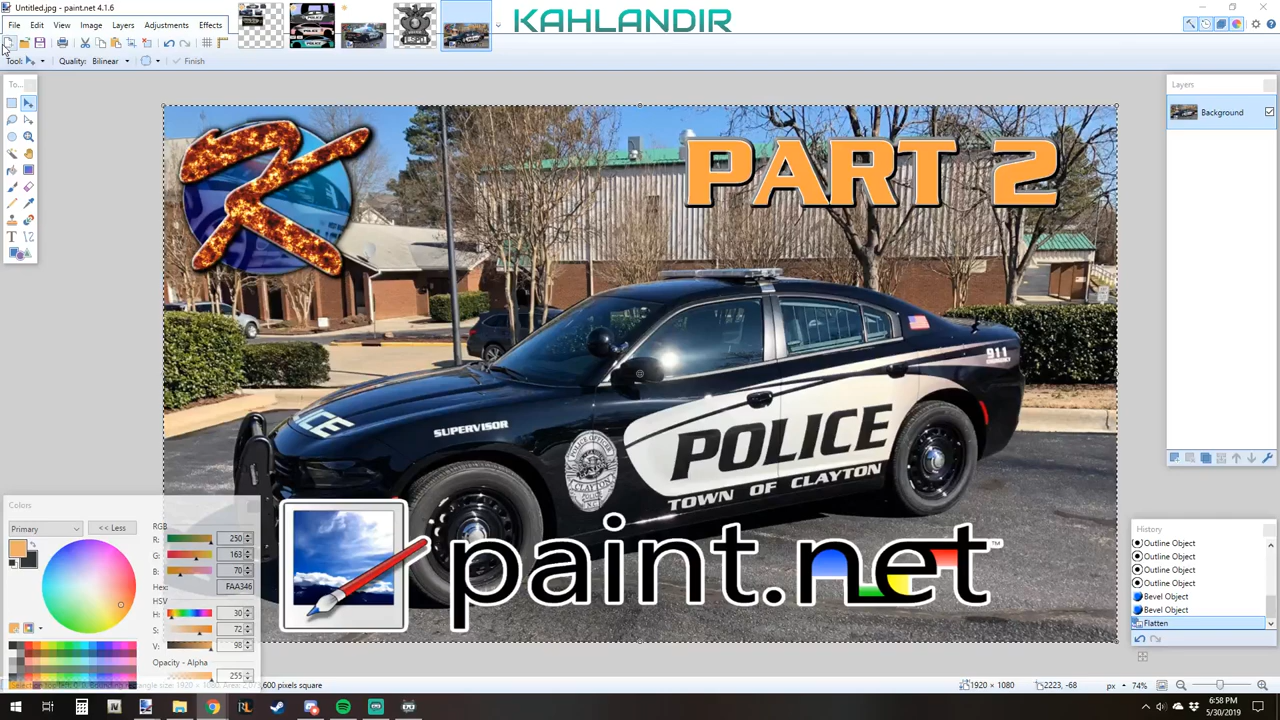 Untitled.jpg - paint.net 4.1.6
KAHLANDIR
File Edit View Image Layers Adjustments Effects
Tool: Quality: Bilinear Finish
To...
Layers
Background
K
PART 2
911
POLICE
SUPERVISOR
TOWN OF CLAYTON
paint.net™
Colors
Primary << Less
RGB
R: 250
G: 163
B: 70
Hex: FAA346
HSV
H: 30
S: 72
V: 98
Opacity - Alpha
255
History
Outline Object
Outline Object
Outline Object
Outline Object
Bevel Object
Bevel Object
Flatten
1920 × 1080 2223, -68 px 74%
6:58 PM
5/30/2019